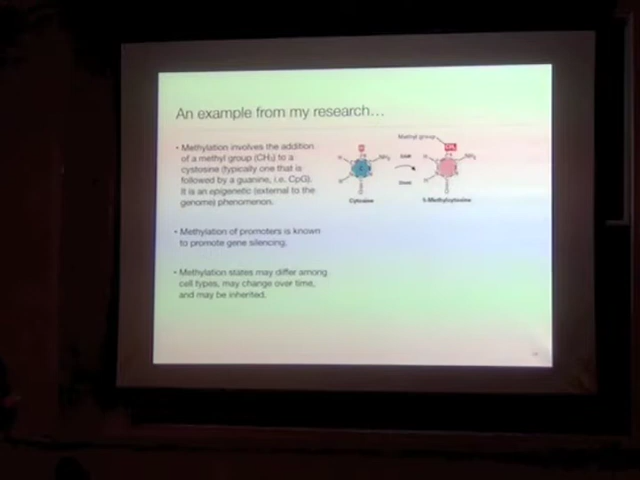 An example from my research…
• Methylation involves the addition
of a methyl group (CH₃) to a
cytosine (typically one that is
followed by a guanine, i.e. CpG).
It is an epigenetic (external to the
genome) phenomenon.
• Methylation of promoters is known
to promote gene silencing.
• Methylation states may differ among
cell types, may change over time,
and may be inherited.
Methyl group
CH₃
NH₂
NH₂
Cytosine
5-Methylcytosine